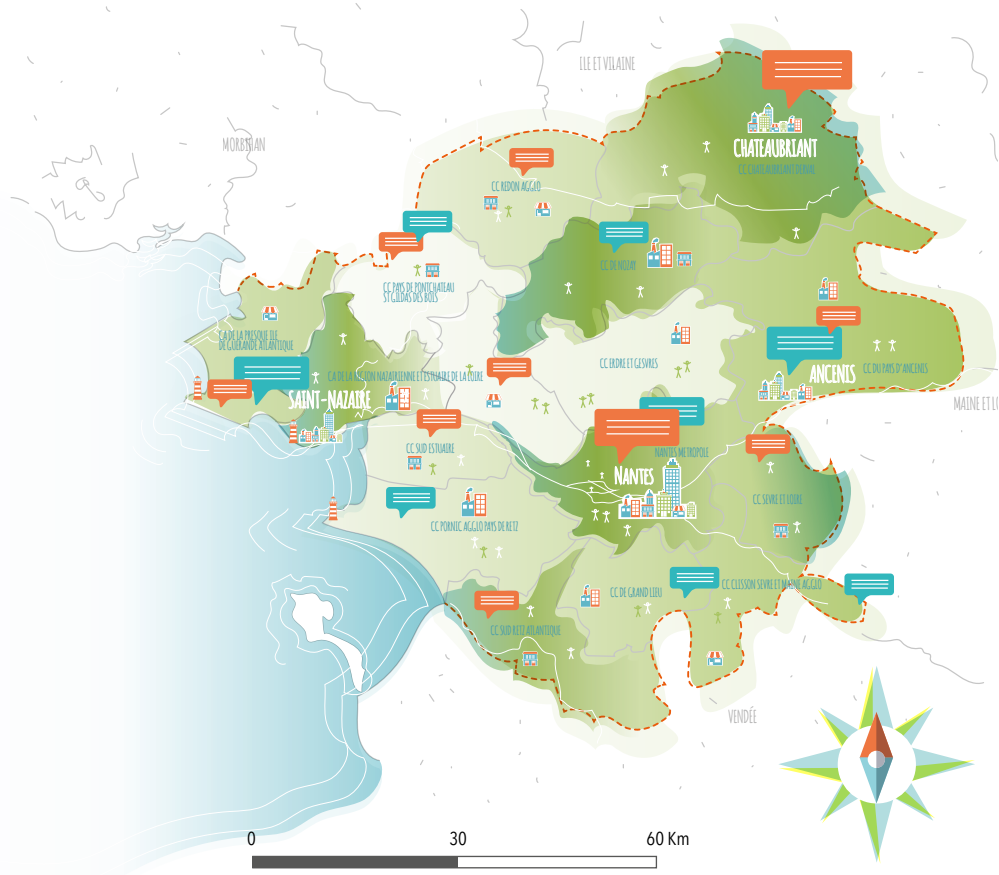 ILE ET VILAINE
MORBIHAN
CHATEAUBRIANT
CC CHATEAUBRIANT DERVAL
CC REDON AGGLO
CC DE NOZAY
CC PAYS DE PONTCHATEAU
ST GILDAS DES BOIS
CA DE LA PRESQUE ILE
DE GUERANDE ATLANTIQUE
CC ERDRE ET GESVRES
CA DE LA REGION NAZAIRIENNE ET ESTUAIRE DE LA LOIRE
ANCENIS
CC DU PAYS D'ANCENIS
SAINT-NAZAIRE
MAINE ET LO
CC SUD ESTUAIRE
NANTES METROPOLE
NANTES
CC SEVRE ET LOIRE
CC PORNIC AGGLO PAYS DE RETZ
CC CLISSON SEVRE ET MAINE AGGLO
CC DE GRAND LIEU
CC SUD RETZ ATLANTIQUE
VENDÉE
0 30 60 Km